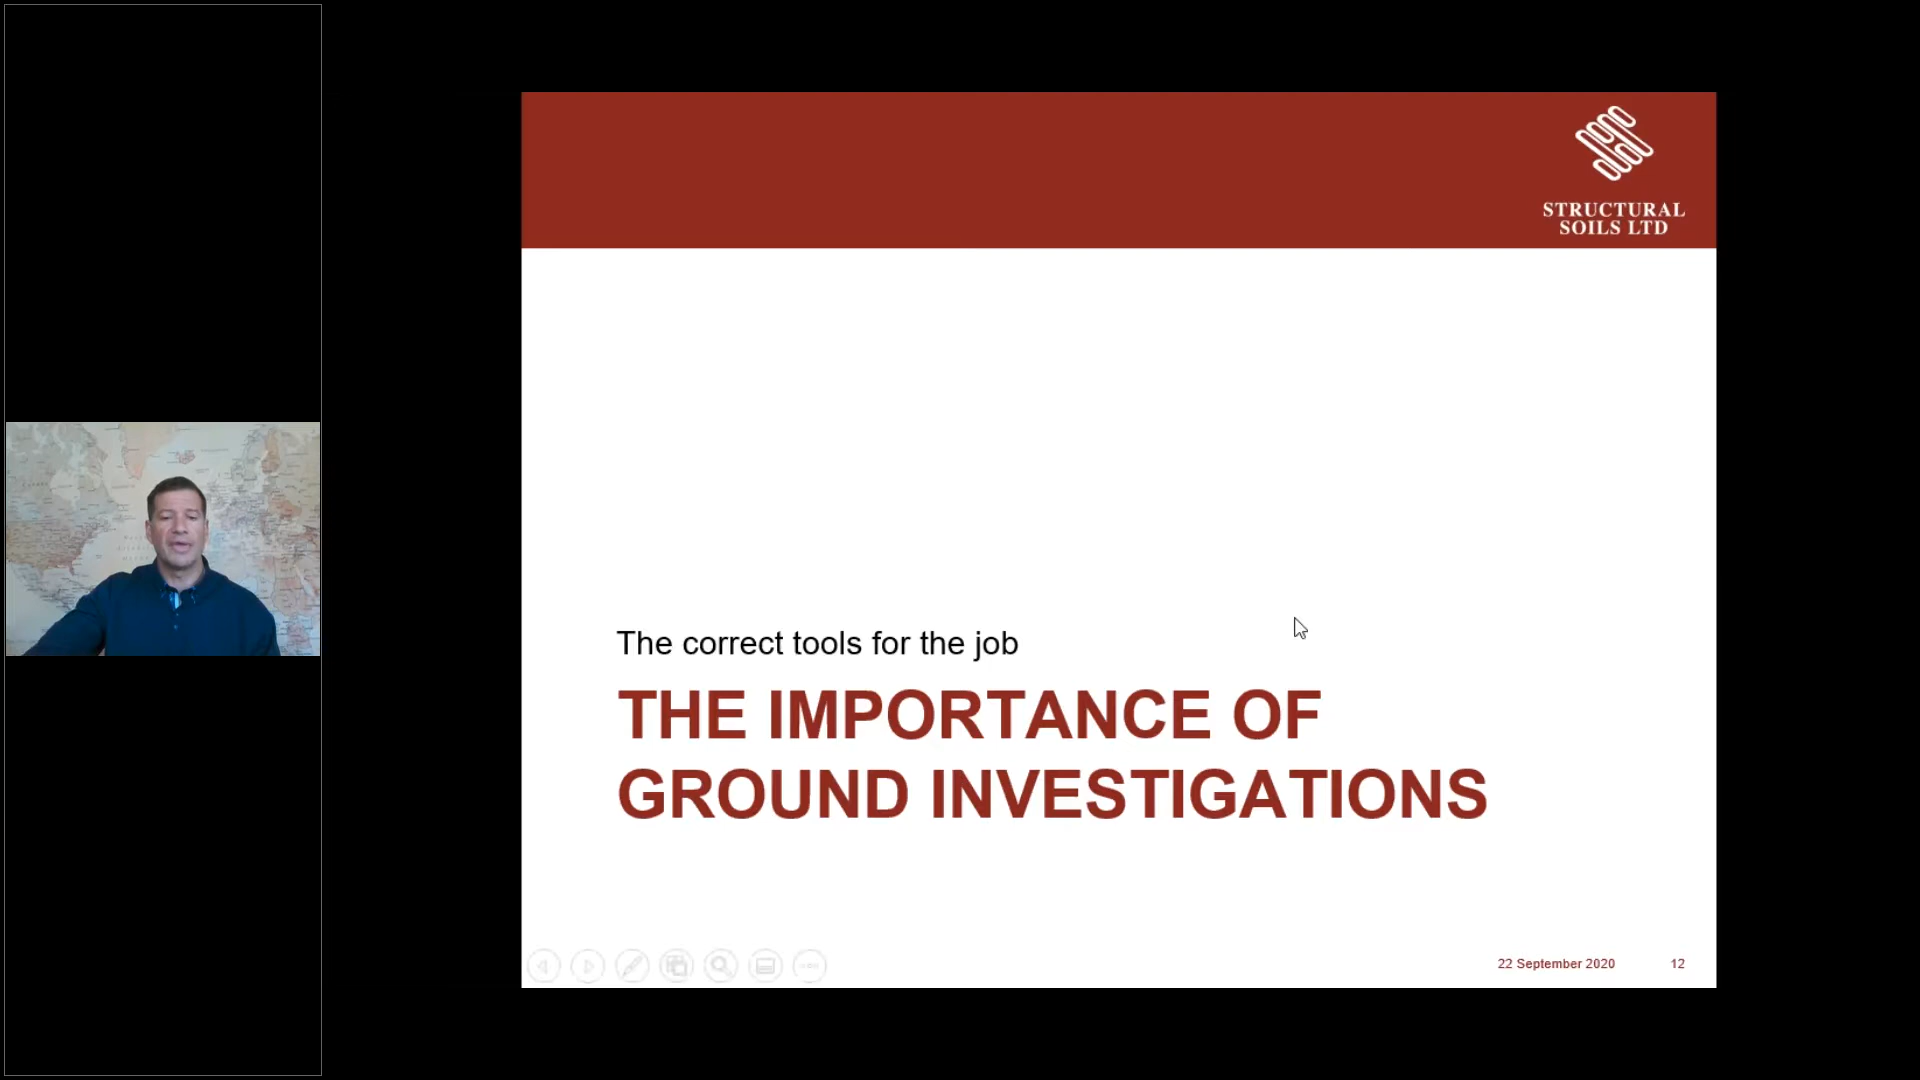 STRUCTURAL
SOILS LTD
The correct tools for the job
THE IMPORTANCE OF
GROUND INVESTIGATIONS
22 September 2020
12